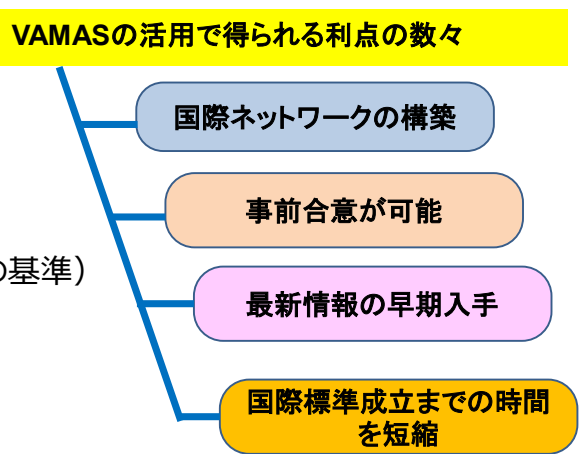 VAMASの活用で得られる利点の数々
国際ネットワークの構築
事前合意が可能
の基準）
最新情報の早期入手
国際標準成立までの時間
を短縮